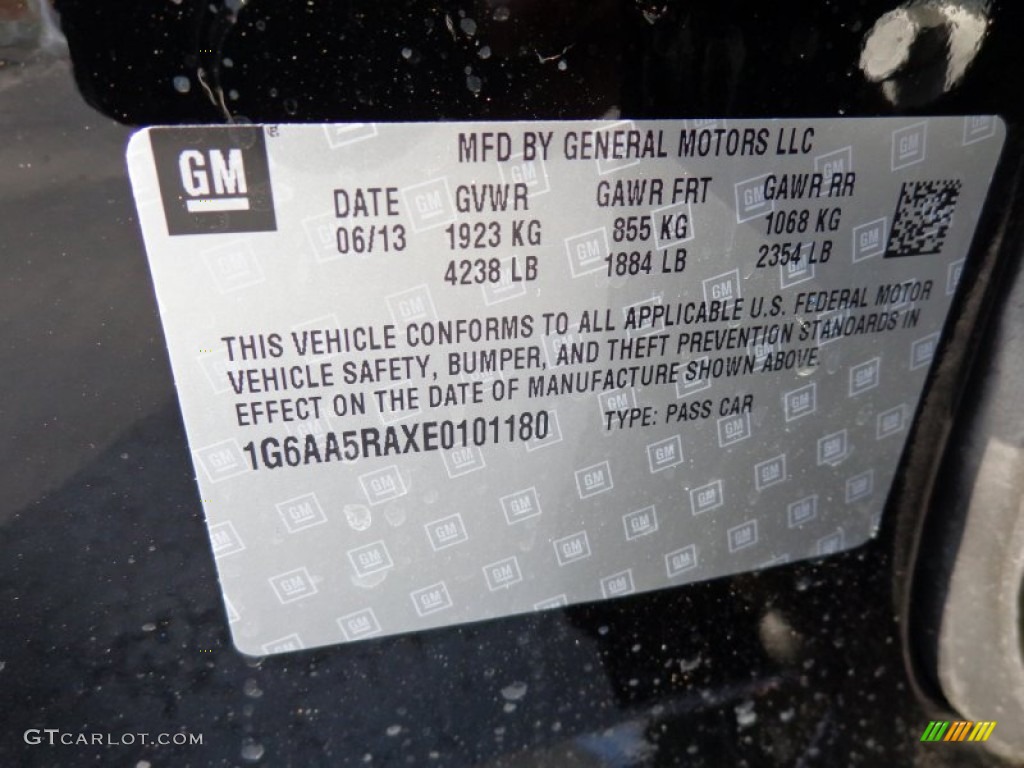 GM
MFD BY GENERAL MOTORS LLC
DATE GVWR GAWR FRT GAWR RR
06/13 1923 KG 855 KG 1068 KG
4238 LB 1884 LB 2354 LB
THIS VEHICLE CONFORMS TO ALL APPLICABLE U.S. FEDERAL MOTOR
VEHICLE SAFETY, BUMPER, AND THEFT PREVENTION STANDARDS IN
EFFECT ON THE DATE OF MANUFACTURE SHOWN ABOVE.
1G6AA5RAXE0101180 TYPE: PASS CAR
GTCARLOT.COM